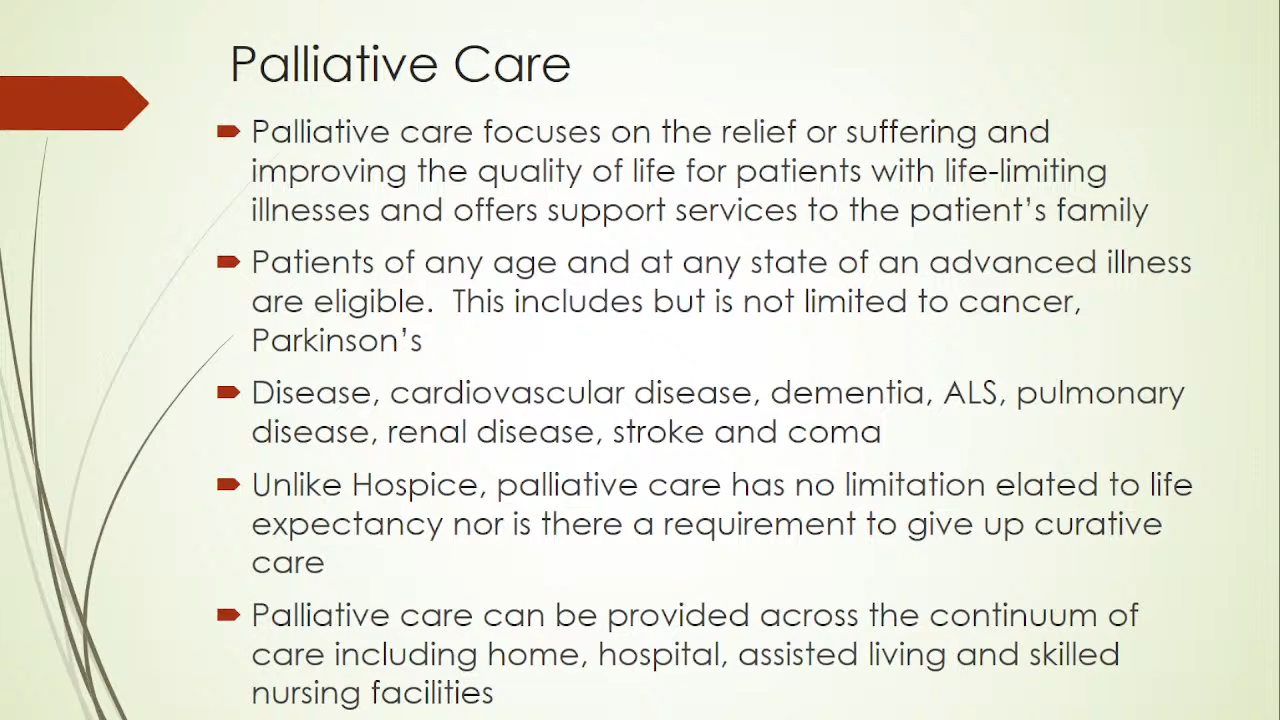 Palliative Care
Palliative care focuses on the relief or suffering and
improving the quality of life for patients with life-limiting
illnesses and offers support services to the patient’s family
Patients of any age and at any state of an advanced illness
are eligible.  This includes but is not limited to cancer,
Parkinson’s
Disease, cardiovascular disease, dementia, ALS, pulmonary
disease, renal disease, stroke and coma
Unlike Hospice, palliative care has no limitation elated to life
expectancy nor is there a requirement to give up curative
care
Palliative care can be provided across the continuum of
care including home, hospital, assisted living and skilled
nursing facilities